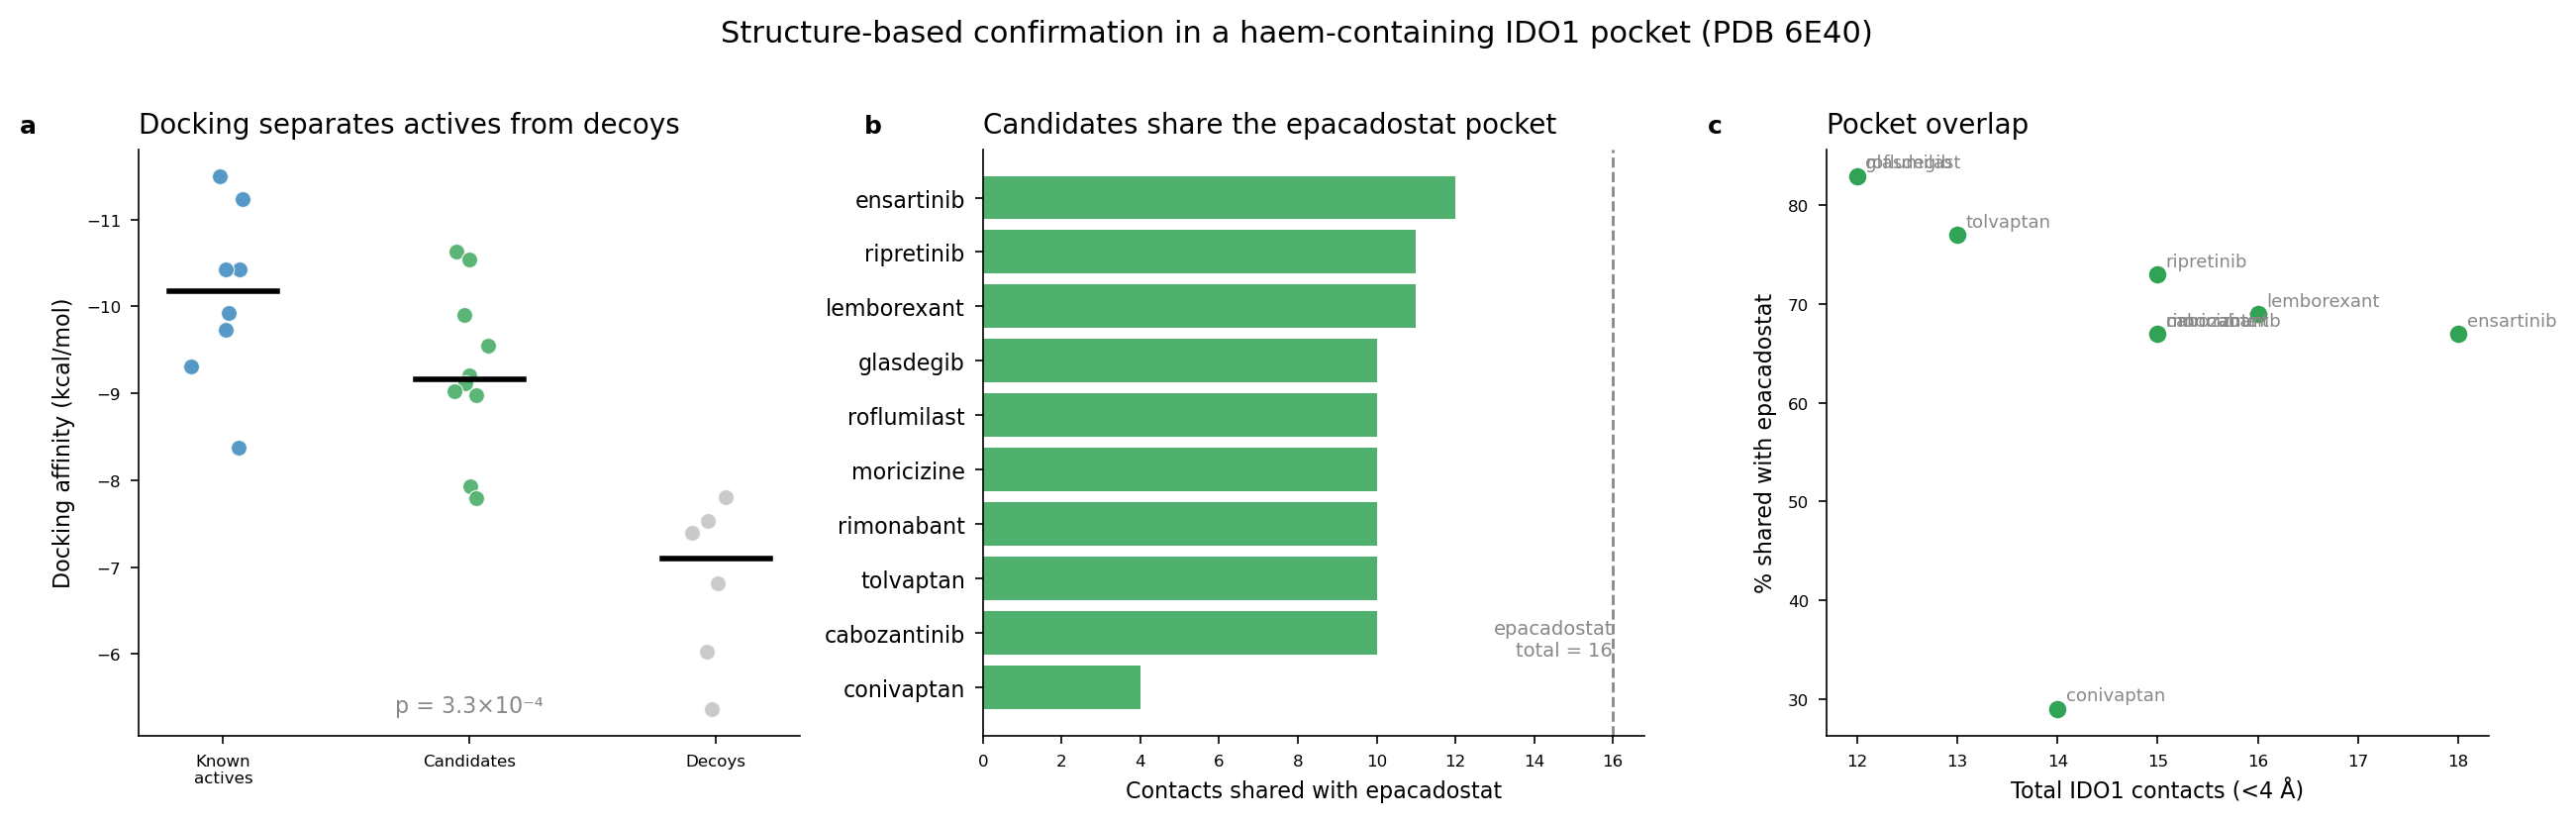 Structure-based confirmation in a haem-containing IDO1 pocket (PDB 6E40)
a
Docking separates actives from decoys
Docking affinity (kcal/mol)
−11
−10
−9
−8
−7
−6
p = 3.3×10⁻⁴
Known
actives
Candidates
Decoys
b
Candidates share the epacadostat pocket
ensartinib
ripretinib
lemborexant
glasdegib
roflumilast
moricizine
rimonabant
tolvaptan
cabozantinib
conivaptan
epacadostat
total = 16
0
2
4
6
8
10
12
14
16
Contacts shared with epacadostat
c
Pocket overlap
% shared with epacadostat
80
70
60
50
40
30
tolvaptan
ripretinib
lemborexant
ensartinib
conivaptan
12
13
14
15
16
17
18
Total IDO1 contacts (<4 Å)